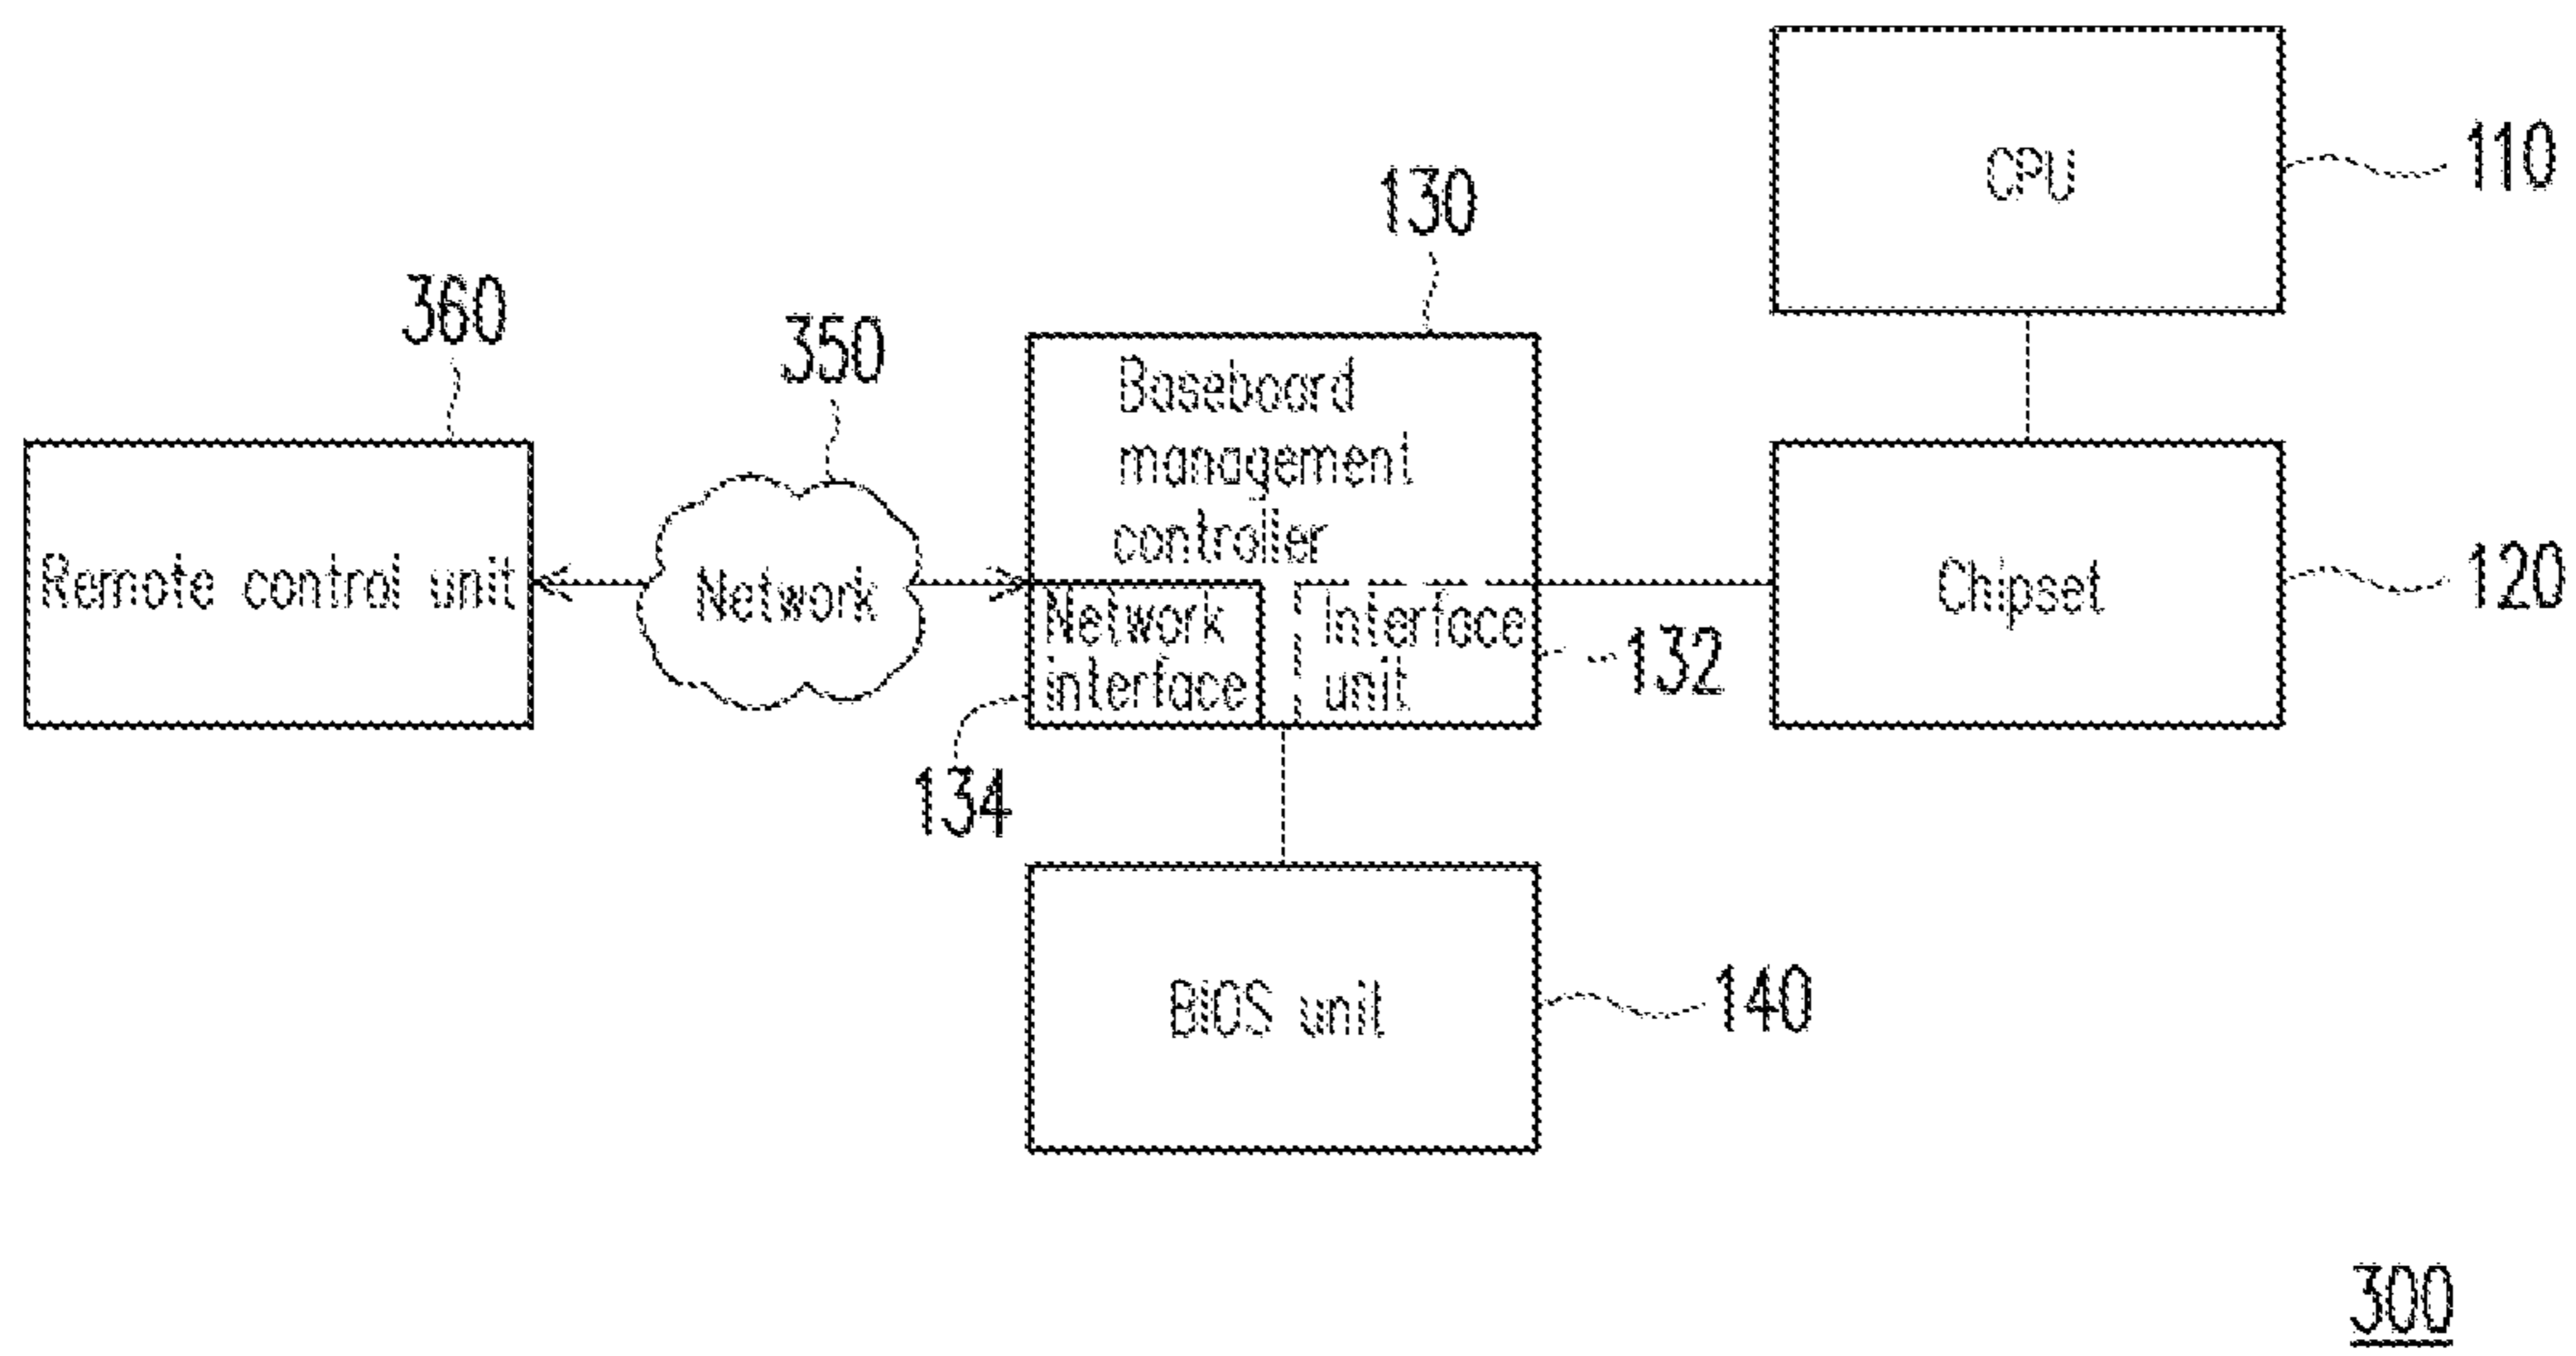 CPU
110
130
360
350
Baseboard
management
controller
Remote control unit
Network
Network
interface
Interface
unit
132
Chipset
120
134
BIOS unit
140
300